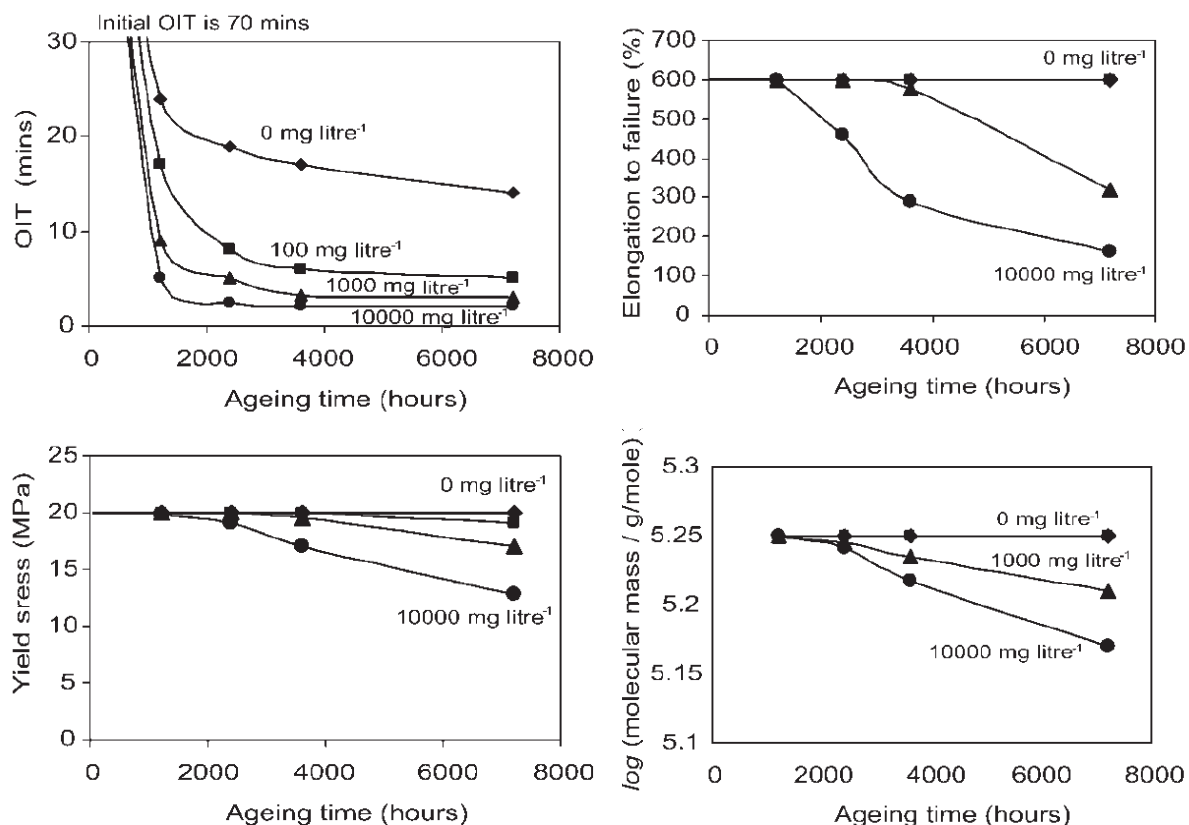 Initial OIT is 70 mins
30
20
10
0
OIT (mins)
0 mg litre⁻¹
100 mg litre⁻¹
1000 mg litre⁻¹
10000 mg litre⁻¹
0 2000 4000 6000 8000
Ageing time (hours)
700
600
500
400
300
200
100
0
Elongation to failure (%)
0 mg litre⁻¹
10000 mg litre⁻¹
0 2000 4000 6000 8000
Ageing time (hours)
25
20
15
10
5
0
Yield sress (MPa)
0 mg litre⁻¹
10000 mg litre⁻¹
0 2000 4000 6000 8000
Ageing time (hours)
5.3
5.25
5.2
5.15
5.1
log (molecular mass / g/mole)
0 mg litre⁻¹
1000 mg litre⁻¹
10000 mg litre⁻¹
0 2000 4000 6000 8000
Ageing time (hours)